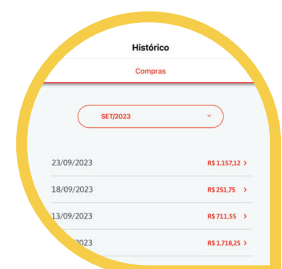 Histórico
Compras
SET/2023
23/09/2023 R$ 1.157,12 >
18/09/2023 R$ 251,75 >
13/09/2023 R$ 711,55 >
2023 R$ 1.718,25 >